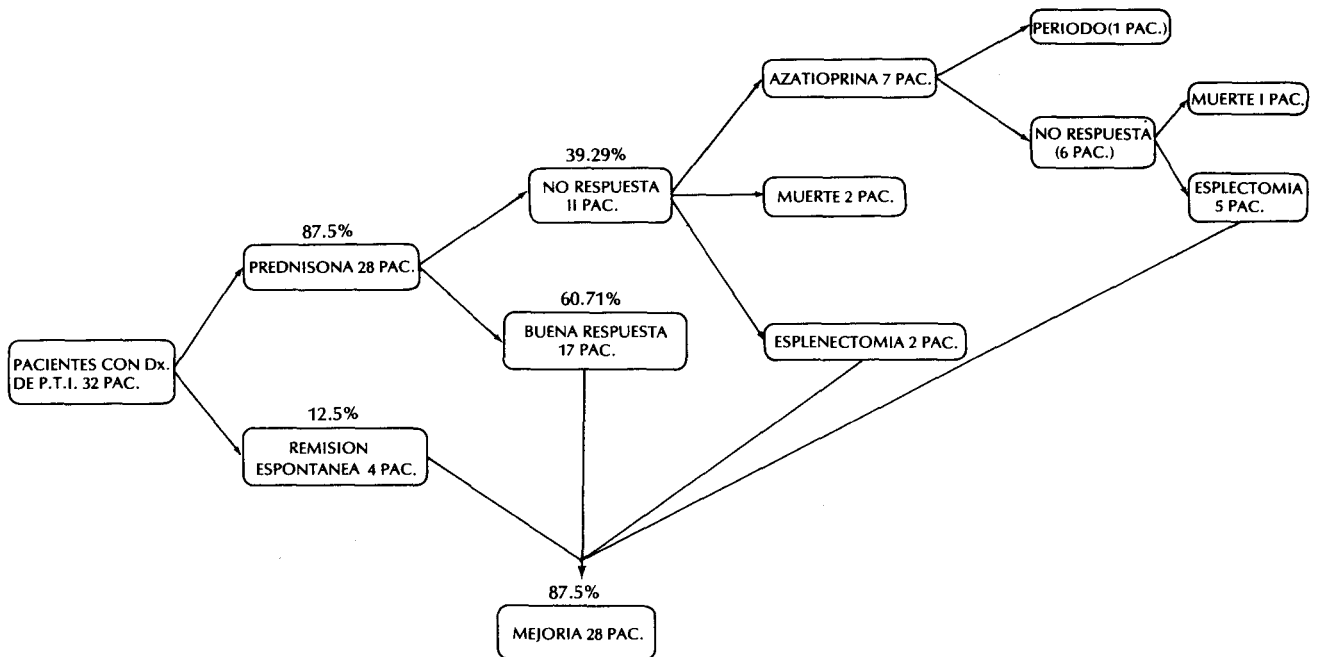 PERIODO(1 PAC.)
AZATIOPRINA 7 PAC.
MUERTE I PAC.
NO RESPUESTA
(6 PAC.)
39.29%
NO RESPUESTA
II PAC.
MUERTE 2 PAC.
ESPLECTOMIA
5 PAC.
87.5%
PREDNISONA 28 PAC.
60.71%
BUENA RESPUESTA
17 PAC.
ESPLENECTOMIA 2 PAC.
PACIENTES CON Dx.
DE P.T.I. 32 PAC.
12.5%
REMISION
ESPONTANEA 4 PAC.
87.5%
MEJORIA 28 PAC.